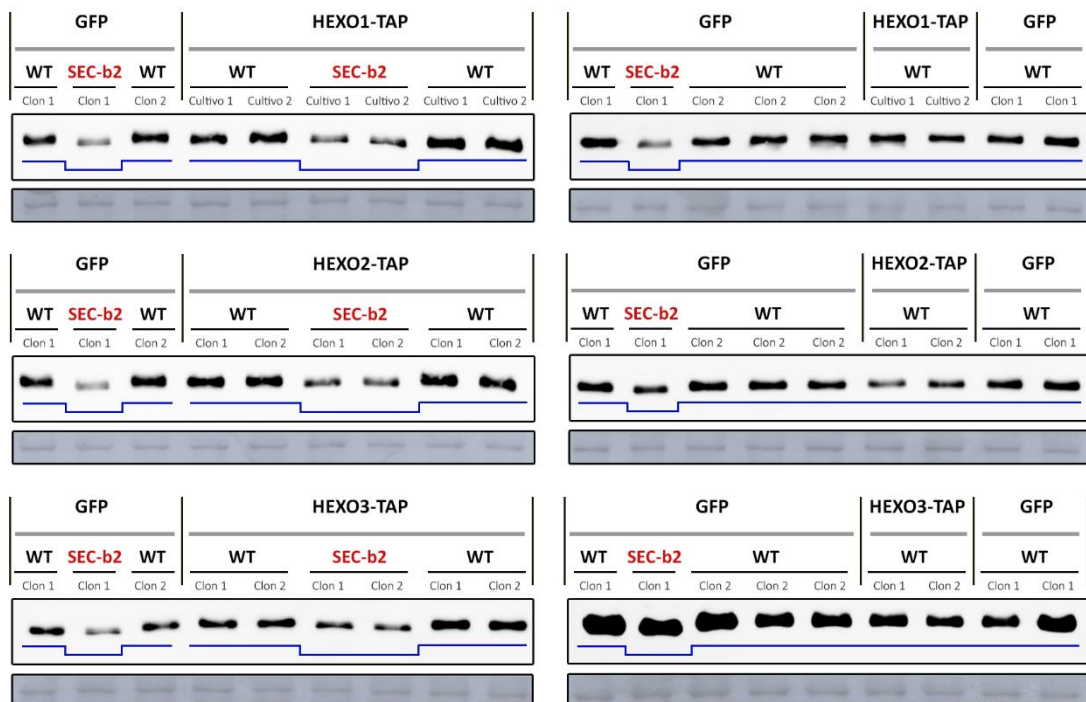 GFP HEXO1-TAP
WT SEC-b2 WT WT SEC-b2 WT
Clon 1 Clon 1 Clon 2 Cultivo 1 Cultivo 2 Cultivo 1 Cultivo 2 Cultivo 1 Cultivo 2
GFP HEXO1-TAP GFP
WT SEC-b2 WT WT WT
Clon 1 Clon 1 Clon 2 Clon 2 Clon 2 Cultivo 1 Cultivo 2 Clon 1 Clon 1
GFP HEXO2-TAP
WT SEC-b2 WT WT SEC-b2 WT
Clon 1 Clon 1 Clon 2 Clon 1 Clon 2 Clon 1 Clon 2 Clon 1 Clon 2
GFP HEXO2-TAP GFP
WT SEC-b2 WT WT WT
Clon 1 Clon 1 Clon 2 Clon 2 Clon 2 Clon 1 Clon 2 Clon 1 Clon 1
GFP HEXO3-TAP
WT SEC-b2 WT WT SEC-b2 WT
Clon 1 Clon 1 Clon 2 Clon 1 Clon 2 Clon 1 Clon 2 Clon 1 Clon 2
GFP HEXO3-TAP GFP
WT SEC-b2 WT WT WT
Clon 1 Clon 1 Clon 2 Clon 2 Clon 2 Clon 1 Clon 2 Clon 1 Clon 1